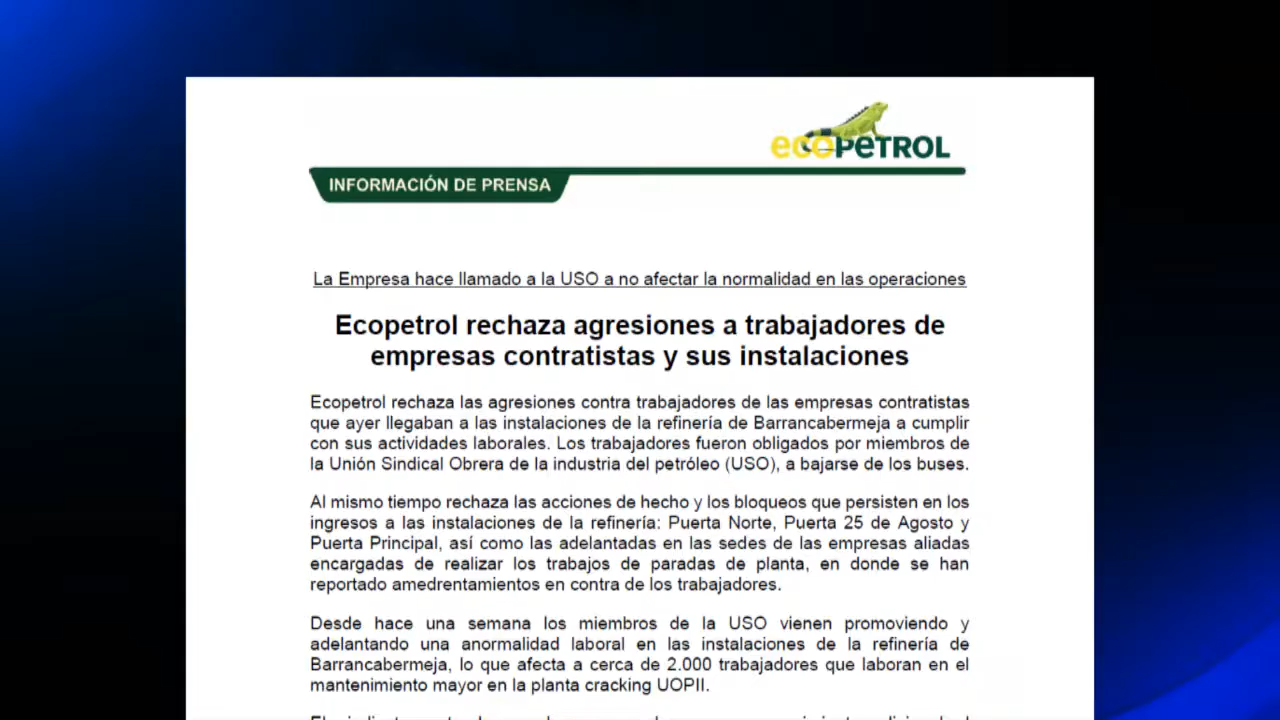 ecopetROL
INFORMACIÓN DE PRENSA
La Empresa hace llamado a la USO a no afectar la normalidad en las operaciones
Ecopetrol rechaza agresiones a trabajadores de
empresas contratistas y sus instalaciones
Ecopetrol rechaza las agresiones contra trabajadores de las empresas contratistas
que ayer llegaban a las instalaciones de la refinería de Barrancabermeja a cumplir
con sus actividades laborales. Los trabajadores fueron obligados por miembros de
la Unión Sindical Obrera de la industria del petróleo (USO), a bajarse de los buses.
Al mismo tiempo rechaza las acciones de hecho y los bloqueos que persisten en los
ingresos a las instalaciones de la refinería: Puerta Norte, Puerta 25 de Agosto y
Puerta Principal, así como las adelantadas en las sedes de las empresas aliadas
encargadas de realizar los trabajos de paradas de planta, en donde se han
reportado amedrentamientos en contra de los trabajadores.
Desde hace una semana los miembros de la USO vienen promoviendo y
adelantando una anormalidad laboral en las instalaciones de la refinería de
Barrancabermeja, lo que afecta a cerca de 2.000 trabajadores que laboran en el
mantenimiento mayor en la planta cracking UOPII.